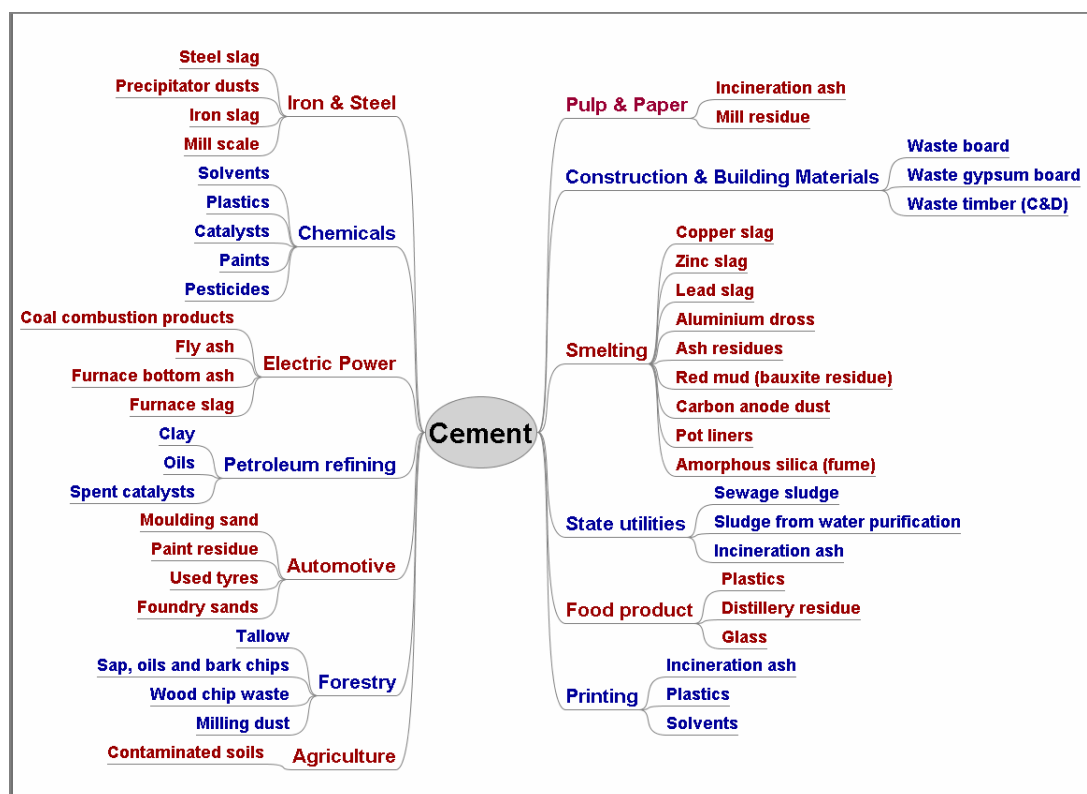 Steel slag
Precipitator dusts
Iron slag
Mill scale
Iron & Steel
Solvents
Plastics
Catalysts
Paints
Pesticides
Chemicals
Coal combustion products
Fly ash
Furnace bottom ash
Furnace slag
Electric Power
Clay
Oils
Spent catalysts
Petroleum refining
Moulding sand
Paint residue
Used tyres
Foundry sands
Automotive
Tallow
Sap, oils and bark chips
Wood chip waste
Milling dust
Forestry
Contaminated soils
Agriculture
Cement
Pulp & Paper
Incineration ash
Mill residue
Construction & Building Materials
Waste board
Waste gypsum board
Waste timber (C&D)
Smelting
Copper slag
Zinc slag
Lead slag
Aluminium dross
Ash residues
Red mud (bauxite residue)
Carbon anode dust
Pot liners
Amorphous silica (fume)
State utilities
Sewage sludge
Sludge from water purification
Incineration ash
Food product
Plastics
Distillery residue
Glass
Printing
Incineration ash
Plastics
Solvents